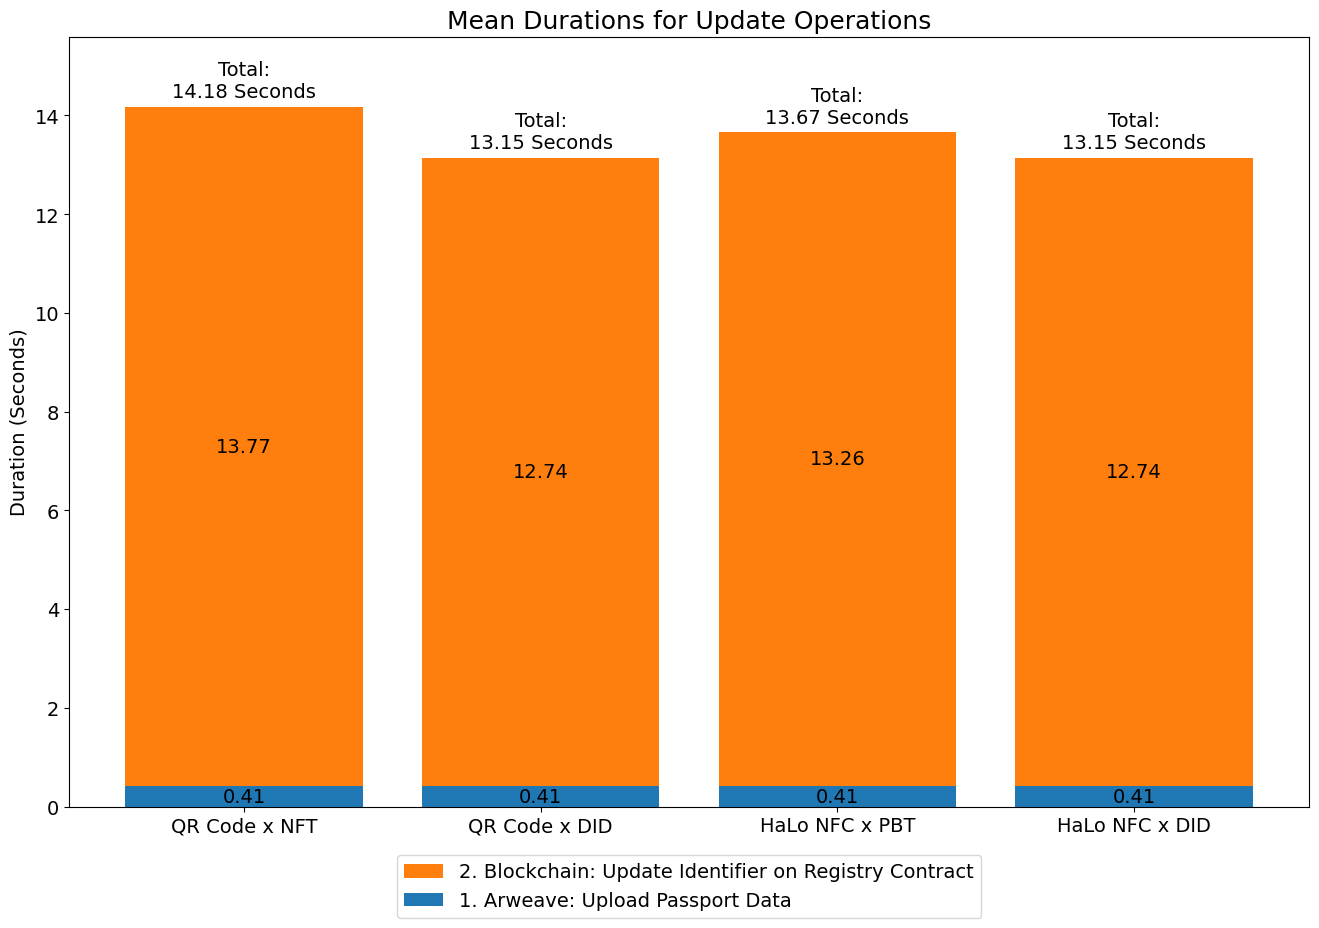 Mean Durations for Update Operations
Total:
14.18 Seconds
Total:
13.15 Seconds
Total:
13.67 Seconds
Total:
13.15 Seconds
Duration (Seconds)
14
12
10
8
6
4
2
0
13.77
12.74
13.26
12.74
0.41
0.41
0.41
0.41
QR Code x NFT
QR Code x DID
HaLo NFC x PBT
HaLo NFC x DID
2. Blockchain: Update Identifier on Registry Contract
1. Arweave: Upload Passport Data